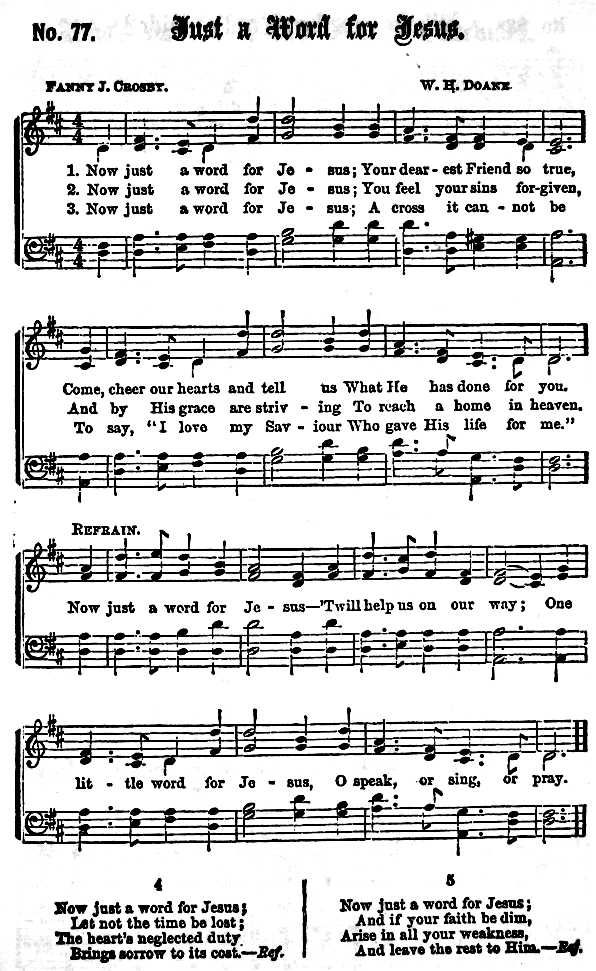 No. 77. Just a Word for Jesus.
FANNY J. CROSBY. W. H. DOANE
1. Now just a word for Je - sus; Your dear - est Friend so true,
2. Now just a word for Je - sus; You feel your sins for-given,
3. Now just a word for Je - sus; A cross it can - not be
Come, cheer our hearts and tell us What He has done for you.
And by His grace are striv - ing To reach a home in heaven.
To say, "I love my Sav - iour Who gave His life for me."
REFRAIN.
Now just a word for Je - sus—'Twill help us on our way; One
lit - tle word for Je - sus, O speak, or sing, or pray.
4
Now just a word for Jesus;
Let not the time be lost;
The heart's neglected duty
Brings sorrow to its cost.—Ref.
5
Now just a word for Jesus;
And if your faith be dim,
Arise in all your weakness,
And leave the rest to Him.—Ref.